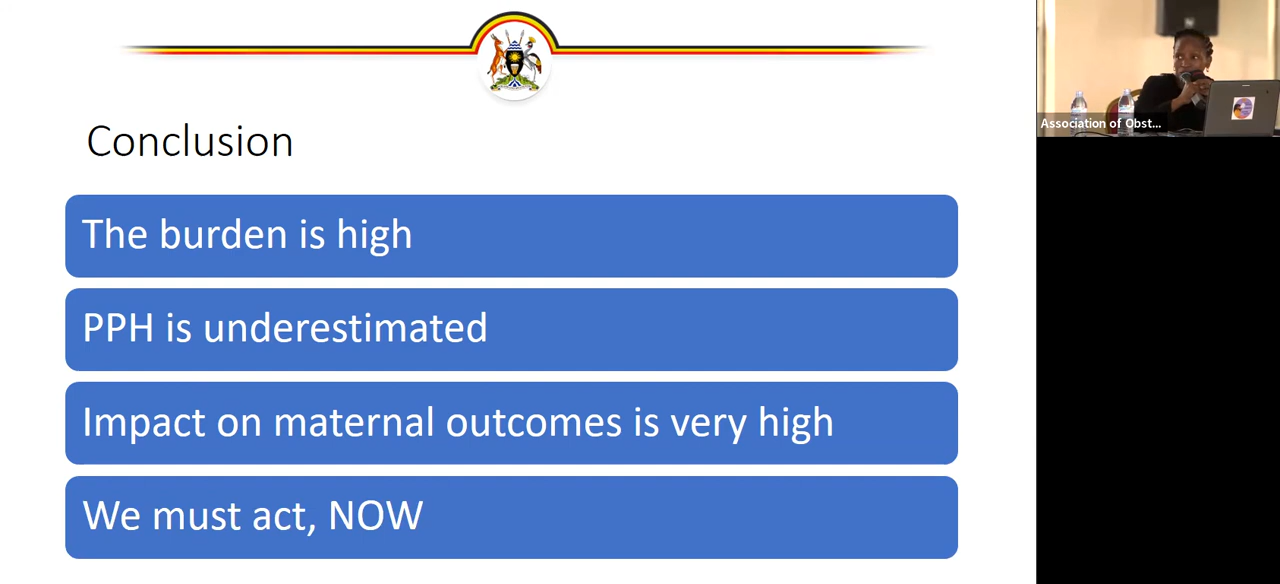 Conclusion
The burden is high
PPH is underestimated
Impact on maternal outcomes is very high
We must act, NOW
Association of Obst...